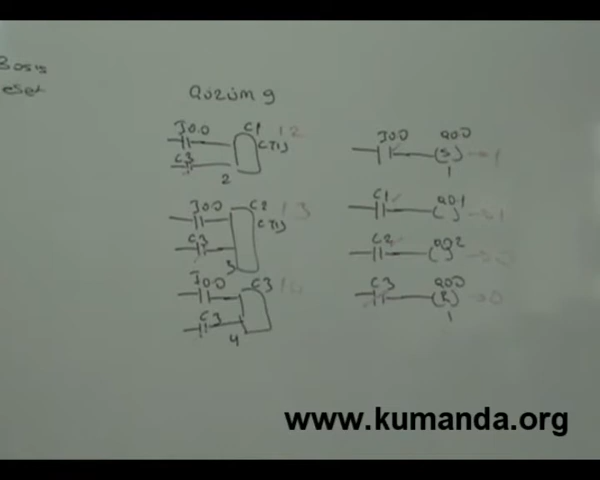 eset
Çözüm 9
I0.0 C1 12
C3 CTU
2
I0.0 C2 13
C3 CTU
3
I0.0 C3
C3
4
I0.0 Q0.0
(S)
1
C1 Q0.1
( )
C2 Q0.2
( )
C3 Q0.0
(R)
1
www.kumanda.org